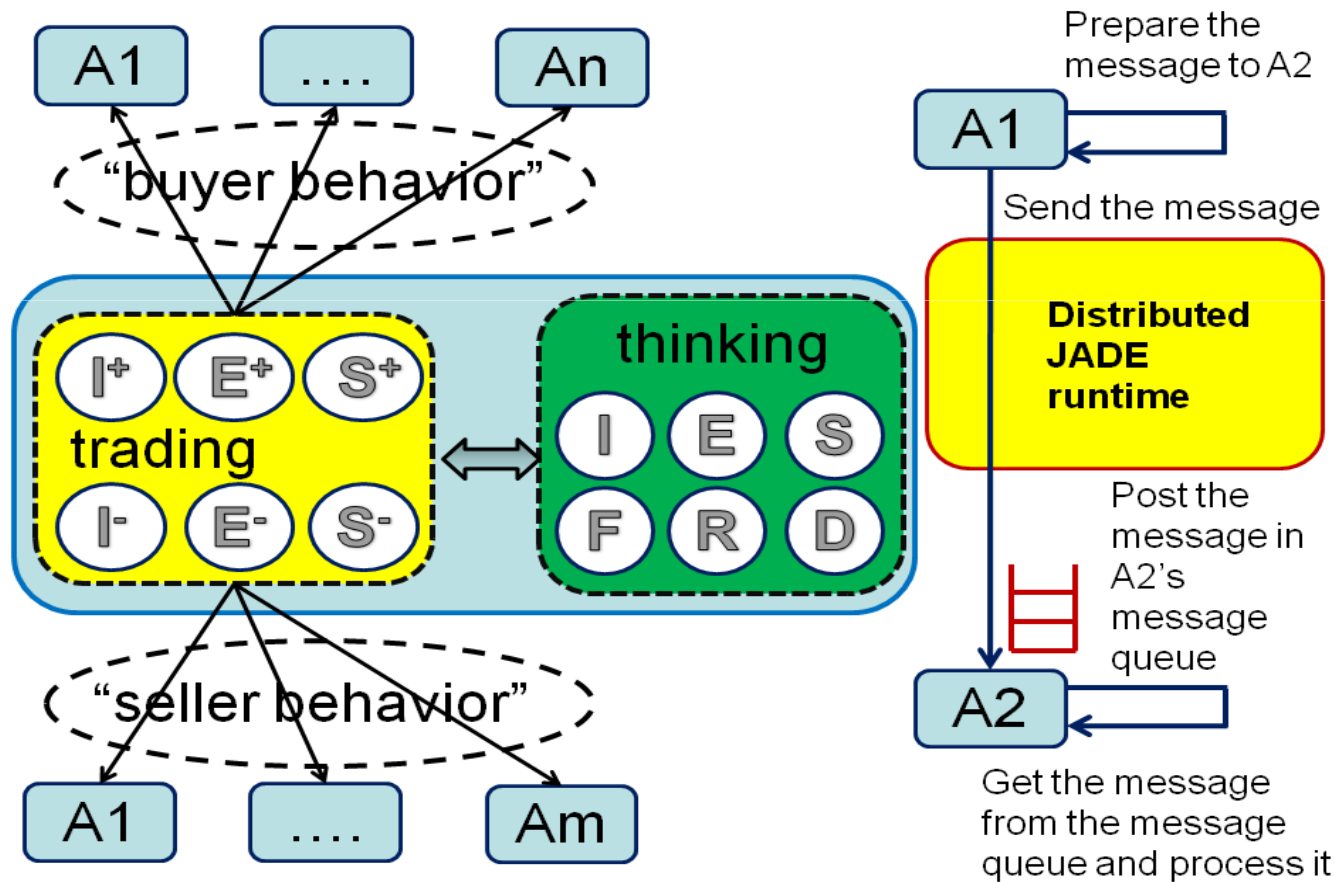 A1
....
An
“buyer behavior”
I+
E+
S+
trading
I-
E-
S-
thinking
I
E
S
F
R
D
“seller behavior”
A1
....
Am
Prepare the
message to A2
A1
Send the message
Distributed
JADE
runtime
Post the
message in
A2’s
message
queue
A2
Get the message
from the message
queue and process it